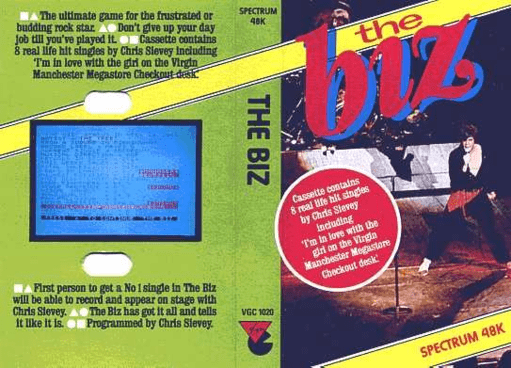 The ultimate game for the frustrated or
budding rock star. Don't give up your day
job till you've played it. Cassette contains
8 real life hit singles by Chris Sievey including
'I'm in love with the girl on the Virgin
Manchester Megastore Checkout desk.'
First person to get a No 1 single in The Biz
will be able to record and appear on stage with
Chris Sievey. The Biz has got it all and tells
it like it is. Programmed by Chris Sievey.
SPECTRUM
48K
THE BIZ
VGC 1020
the
biz
Cassette contains
8 real life hit singles
by Chris Sievey
including
'I'm in love with the
girl on the Virgin
Manchester Megastore
Checkout desk.'
SPECTRUM 48K